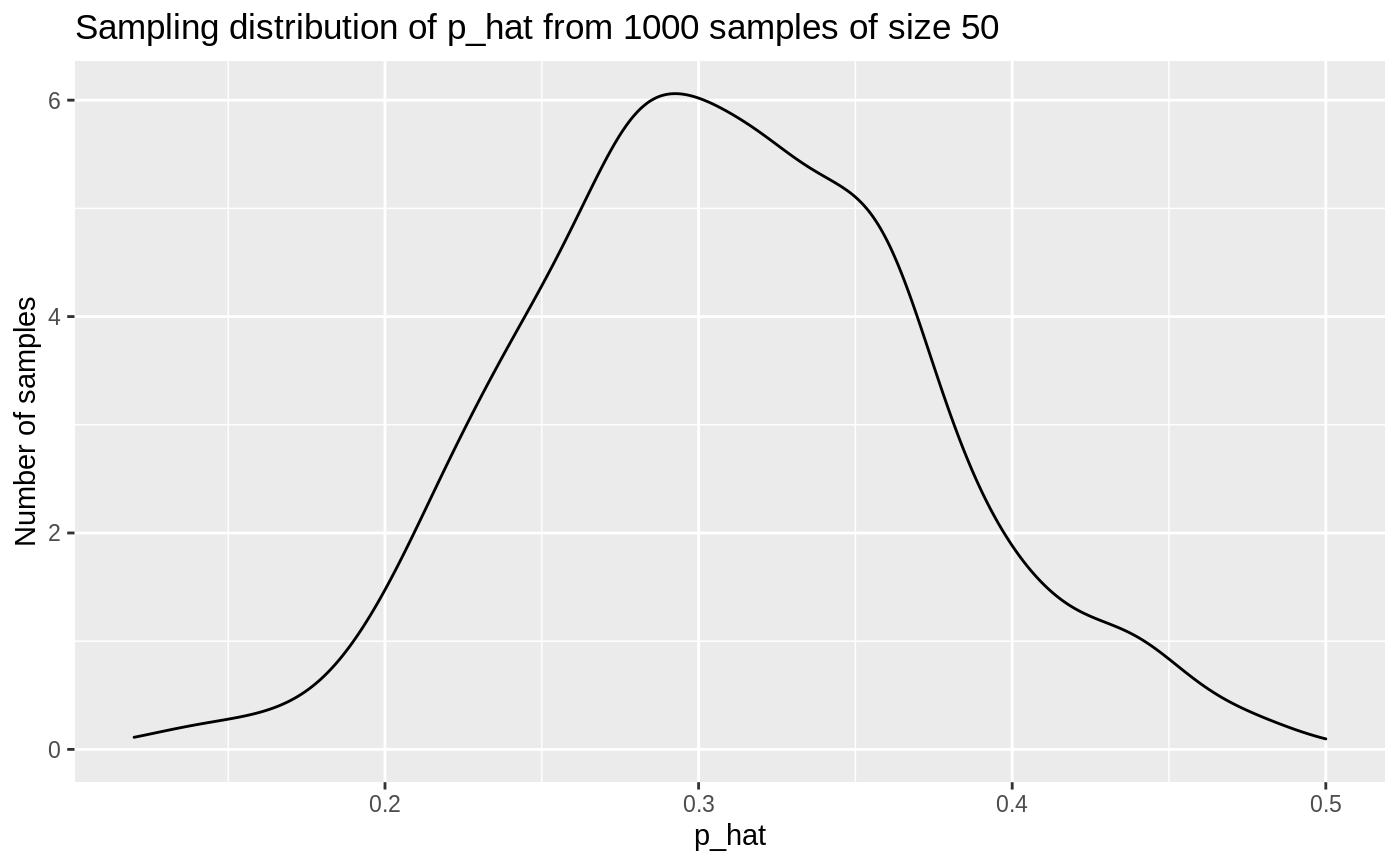 Sampling distribution of p_hat from 1000 samples of size 50
Number of samples
6
4
2
0
0.2 0.3 0.4 0.5
p_hat